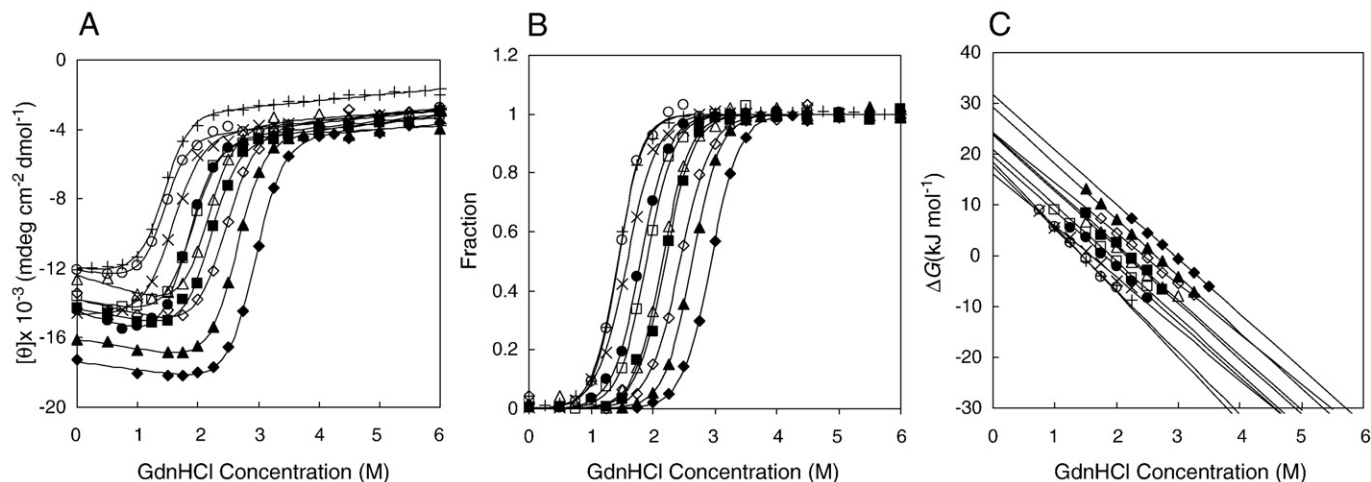 A
B
C
[θ]x 10⁻³ (mdeg cm⁻² dmol⁻¹)
0
-4
-8
-12
-16
-20
0 1 2 3 4 5 6
GdnHCl Concentration (M)
Fraction
1.2
1
0.8
0.6
0.4
0.2
0
0 1 2 3 4 5 6
GdnHCl Concentration (M)
ΔG(kJ mol⁻¹)
40
30
20
10
0
-10
-20
-30
0 1 2 3 4 5 6
GdnHCl Concentration (M)